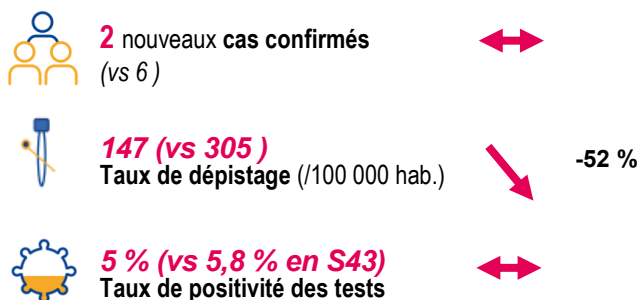 2 nouveaux cas confirmés
(vs 6 )
147 (vs 305 )
Taux de dépistage (/100 000 hab.)
-52 %
5 % (vs 5,8 % en S43)
Taux de positivité des tests